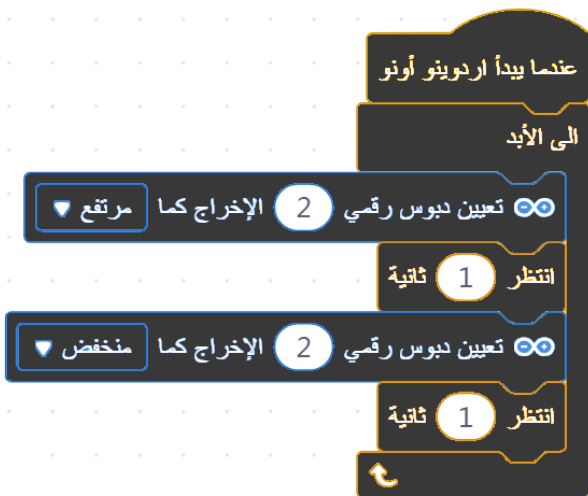 عندما يبدأ اردوينو أونو
الى الأبد
تعيين دبوس رقمي 2 الإخراج كما مرتفع
انتظر 1 ثانية
تعيين دبوس رقمي 2 الإخراج كما منخفض
انتظر 1 ثانية